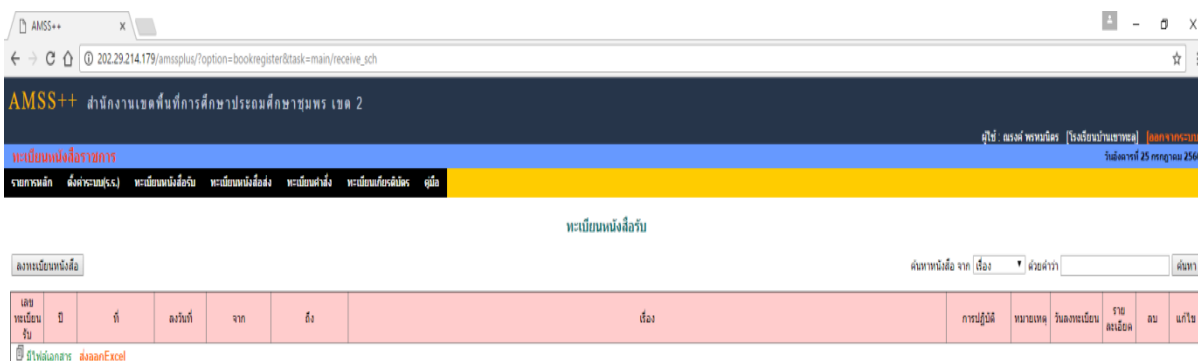 AMSS++
202.29.214.179/amssplus/?option=bookregister&task=main/receive_sch
AMSS++ สำนักงานเขตพื้นที่การศึกษาประถมศึกษาชุมพร เขต 2
ผู้ใช้ : ณรงค์ พรหมนิตร [โรงเรียนบ้านเขาทะลุ] [ออกจากระบบ
ทะเบียนหนังสือราชการ วันอังคารที่ 25 กรกฎาคม 256
รายการหลัก ตั้งค่าระบบ(ร.ร.) ทะเบียนหนังสือรับ ทะเบียนหนังสือส่ง ทะเบียนคำสั่ง ทะเบียนเกียรติบัตร คู่มือ
ทะเบียนหนังสือรับ
ลงทะเบียนหนังสือ ค้นหาหนังสือ จาก เรื่อง ด้วยคำว่า ค้นหา
เลขทะเบียนรับ ปี ที่ ลงวันที่ จาก ถึง เรื่อง การปฏิบัติ หมายเหตุ วันลงทะเบียน รายละเอียด ลบ แก้ไข
มีไฟล์เอกสาร ส่งออกExcel